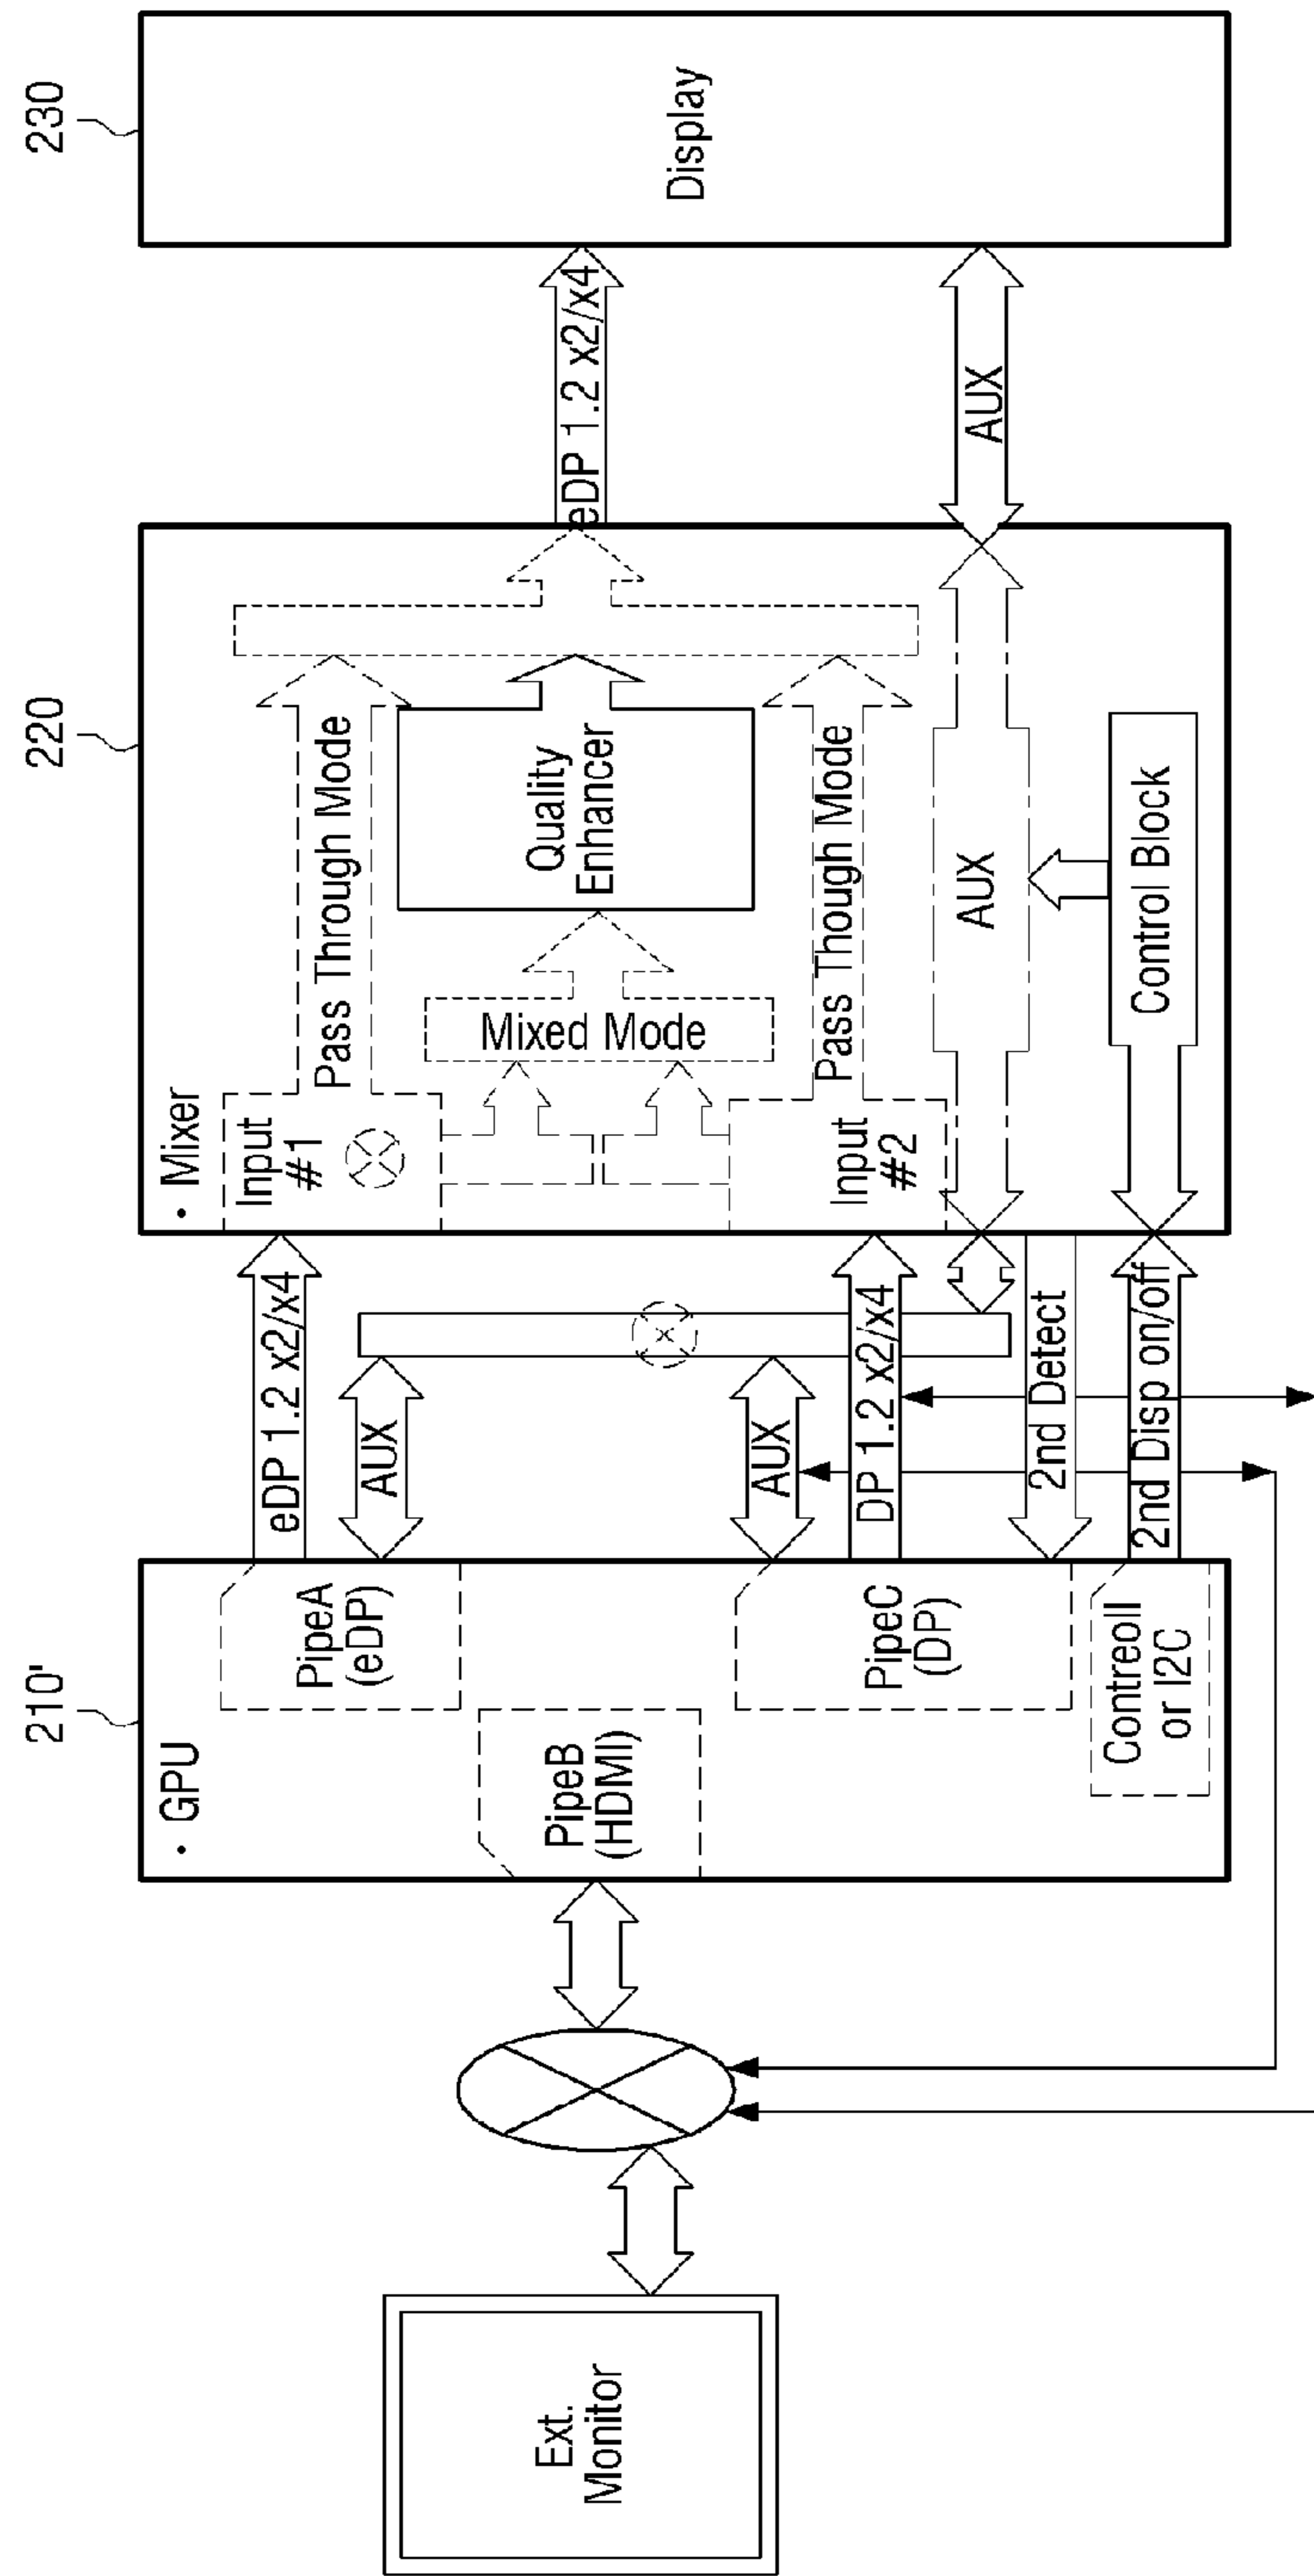 210'
220
230
• GPU
PipeA
(eDP)
PipeB
(HDMI)
PipeC
(DP)
Contreoll
or I2C
Ext.
Monitor
eDP 1.2 x2/x4
AUX
AUX
DP 1.2 x2/x4
2nd Detect
2nd Disp on/off
• Mixer
Input
#1
Pass Through Mode
Mixed Mode
Quality
Enhancer
Input
#2
Pass Though Mode
AUX
Control Block
eDP 1.2 x2/x4
AUX
Display